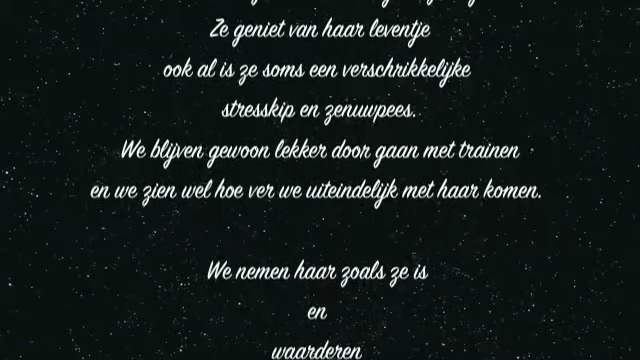 Ze geniet van haar leventje
ook al is ze soms een verschrikkelijke
stresskip en zenuwpees.
We blijven gewoon lekker door gaan met trainen
en we zien wel hoe ver we uiteindelijk met haar komen.
We nemen haar zoals ze is
en
waarderen